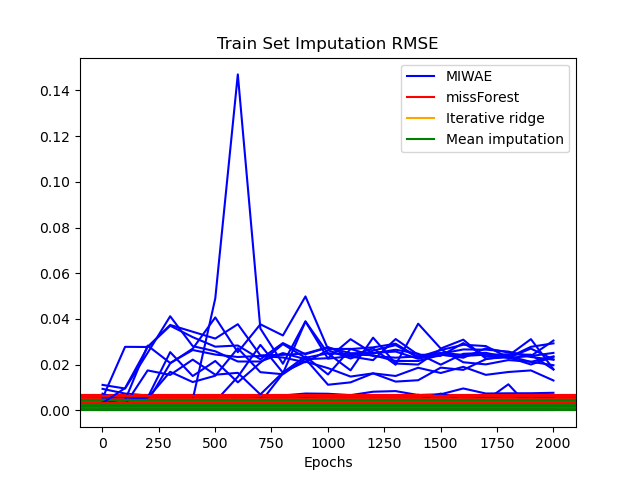 Train Set Imputation RMSE
MIWAE
missForest
Iterative ridge
Mean imputation
0.14
0.12
0.10
0.08
0.06
0.04
0.02
0.00
0 250 500 750 1000 1250 1500 1750 2000
Epochs